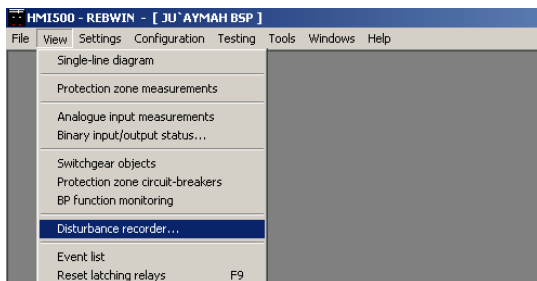 HMI500 - REBWIN - [ JU`AYMAH BSP ]
File View Settings Configuration Testing Tools Windows Help
Single-line diagram
Protection zone measurements
Analogue input measurements
Binary input/output status...
Switchgear objects
Protection zone circuit-breakers
BP function monitoring
Disturbance recorder...
Event list
Reset latching relays F9